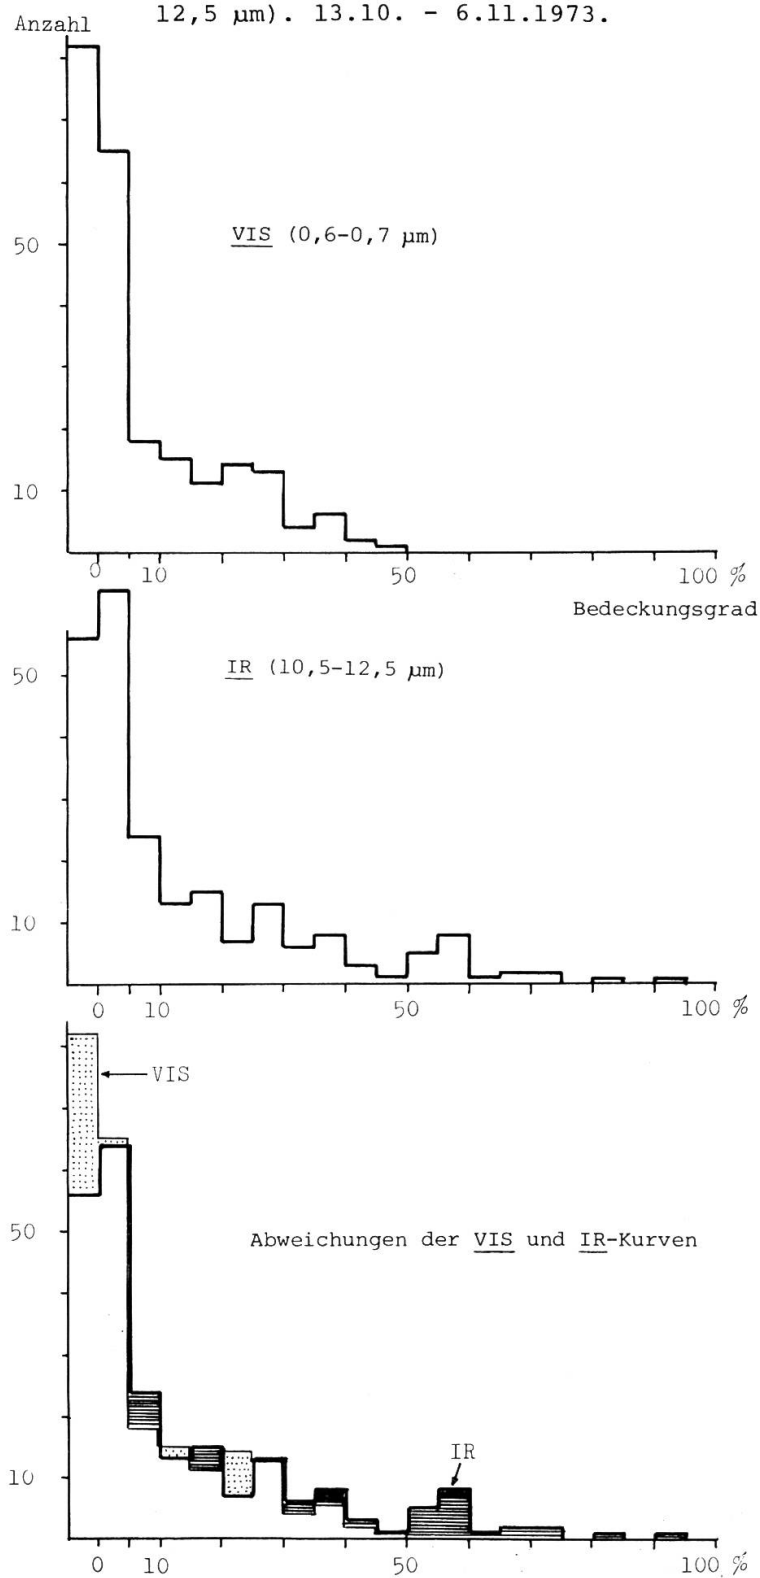 12,5 µm). 13.10. - 6.11.1973.
Anzahl
VIS (0,6-0,7 µm)
50
10
0 10 50 100 %
Bedeckungsgrad
IR (10,5-12,5 µm)
50
10
0 10 50 100 %
VIS
50
Abweichungen der VIS und IR-Kurven
IR
10
0 10 50 100 %